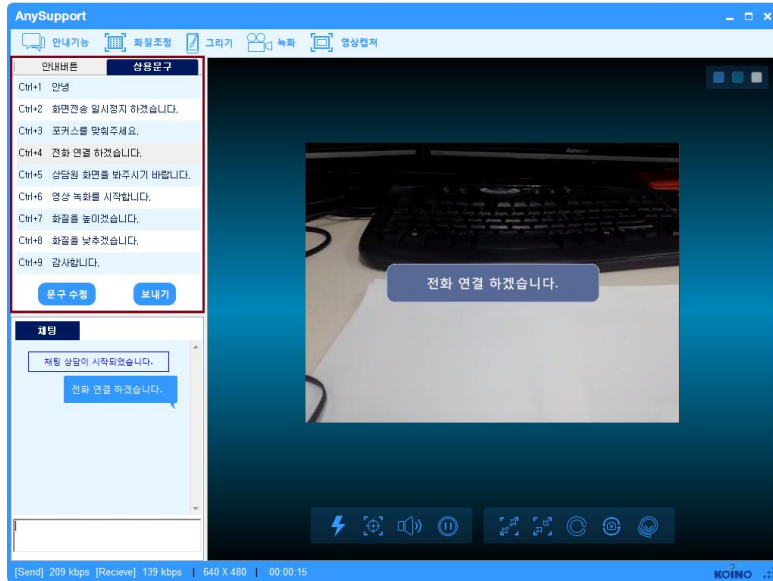 AnySupport
안내기능 화질조정 그리기 녹화 영상캡처
안내버튼 상용문구
Ctrl+1 안녕
Ctrl+2 화면전송 일시정지 하겠습니다.
Ctrl+3 포커스를 맞춰주세요.
Ctrl+4 전화 연결 하겠습니다.
Ctrl+5 상담원 화면을 봐주시기 바랍니다.
Ctrl+6 영상 녹화를 시작합니다.
Ctrl+7 화질을 높이겠습니다.
Ctrl+8 화질을 낮추겠습니다.
Ctrl+9 감사합니다.
문구 수정 보내기
전화 연결 하겠습니다.
채팅
채팅 상담이 시작되었습니다.
전화 연결 하겠습니다.
[Send] 209 kbps [Recieve] 139 kbps | 640 X 480 | 00:00:15
KOINO